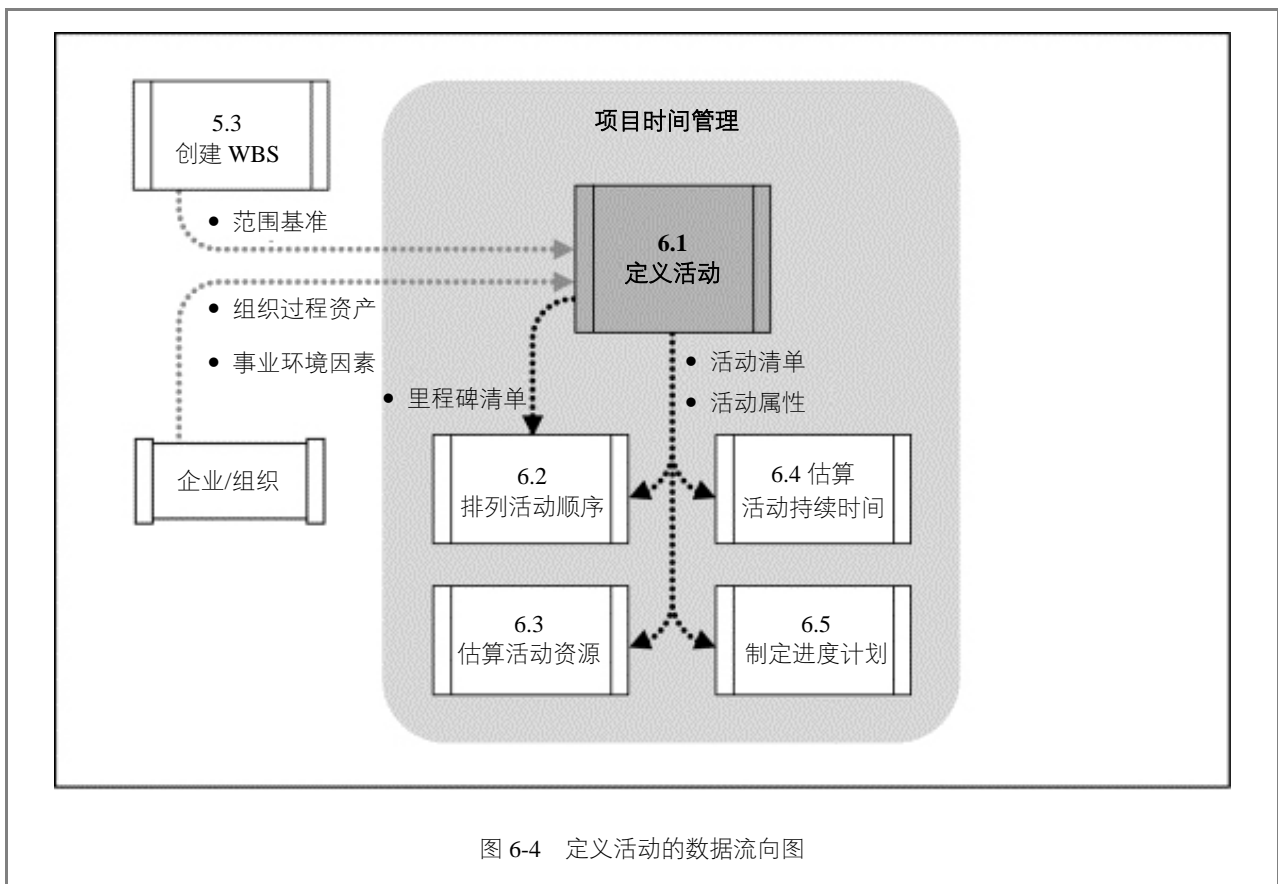 项目时间管理
5.3
创建 WBS
● 范围基准
6.1
定义活动
● 组织过程资产
● 事业环境因素
● 活动清单
● 里程碑清单
● 活动属性
企业/组织
6.2
排列活动顺序
6.4 估算
活动持续时间
6.3
估算活动资源
6.5
制定进度计划
图 6-4 定义活动的数据流向图